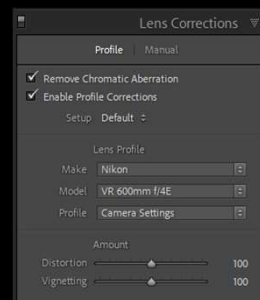 Lens Corrections
Profile | Manual
Remove Chromatic Aberration
Enable Profile Corrections
Setup Default
Lens Profile
Make Nikon
Model VR 600mm f/4E
Profile Camera Settings
Amount
Distortion 100
Vignetting 100